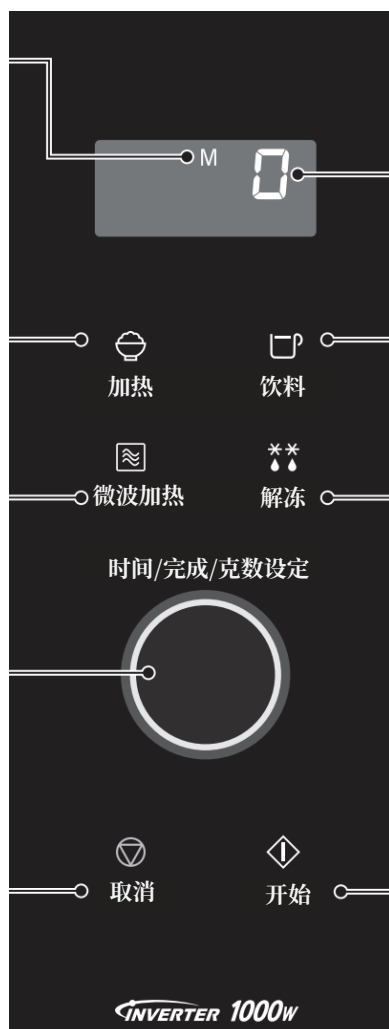 M 0
加热 饮料
微波加热 解冻
时间/完成/克数设定
取消 开始
INVERTER 1000W